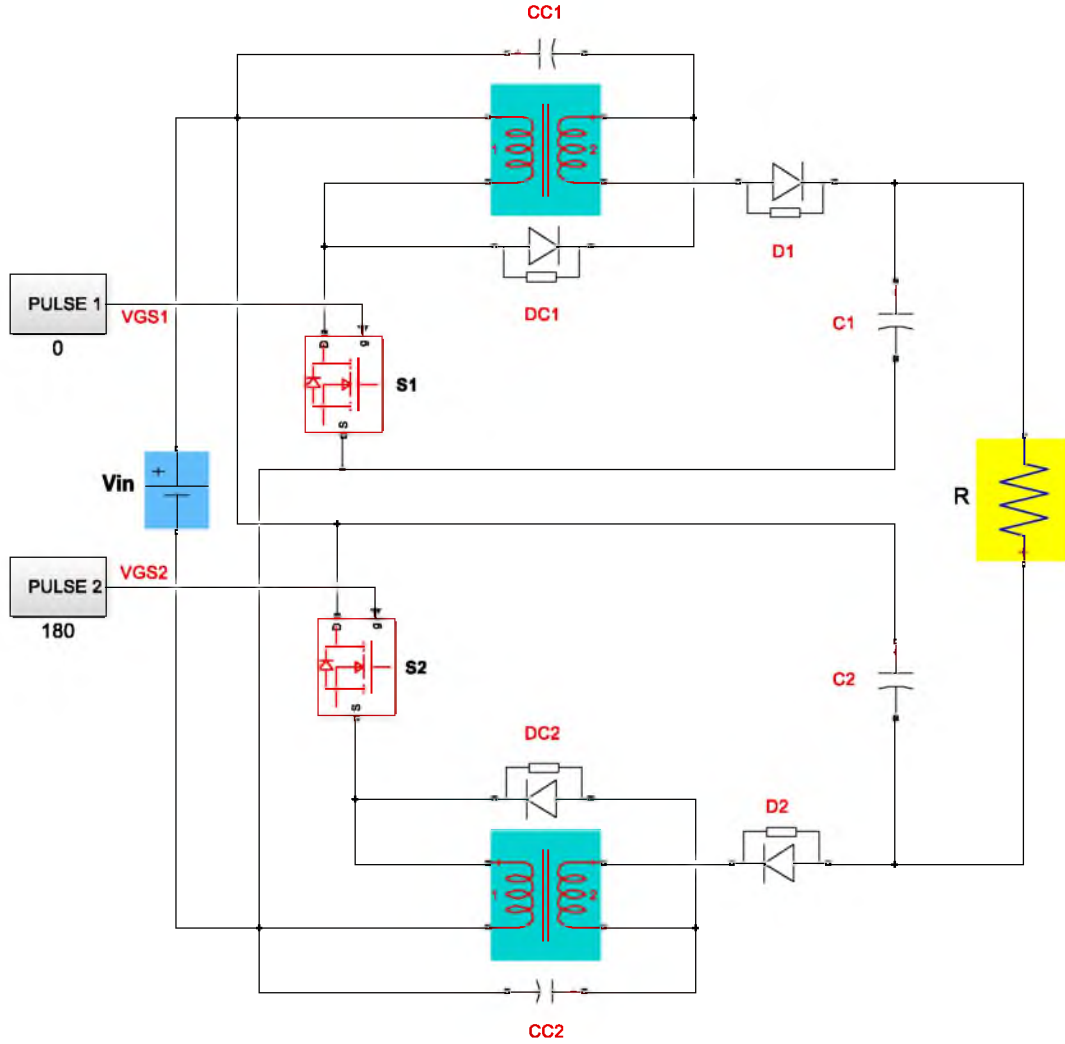 CC1
1 2
D1
DC1
PULSE 1
VGS1
0
D g
S1
S
C1
Vin
R
PULSE 2
VGS2
180
D g
S2
S
C2
DC2
D2
1 2
CC2